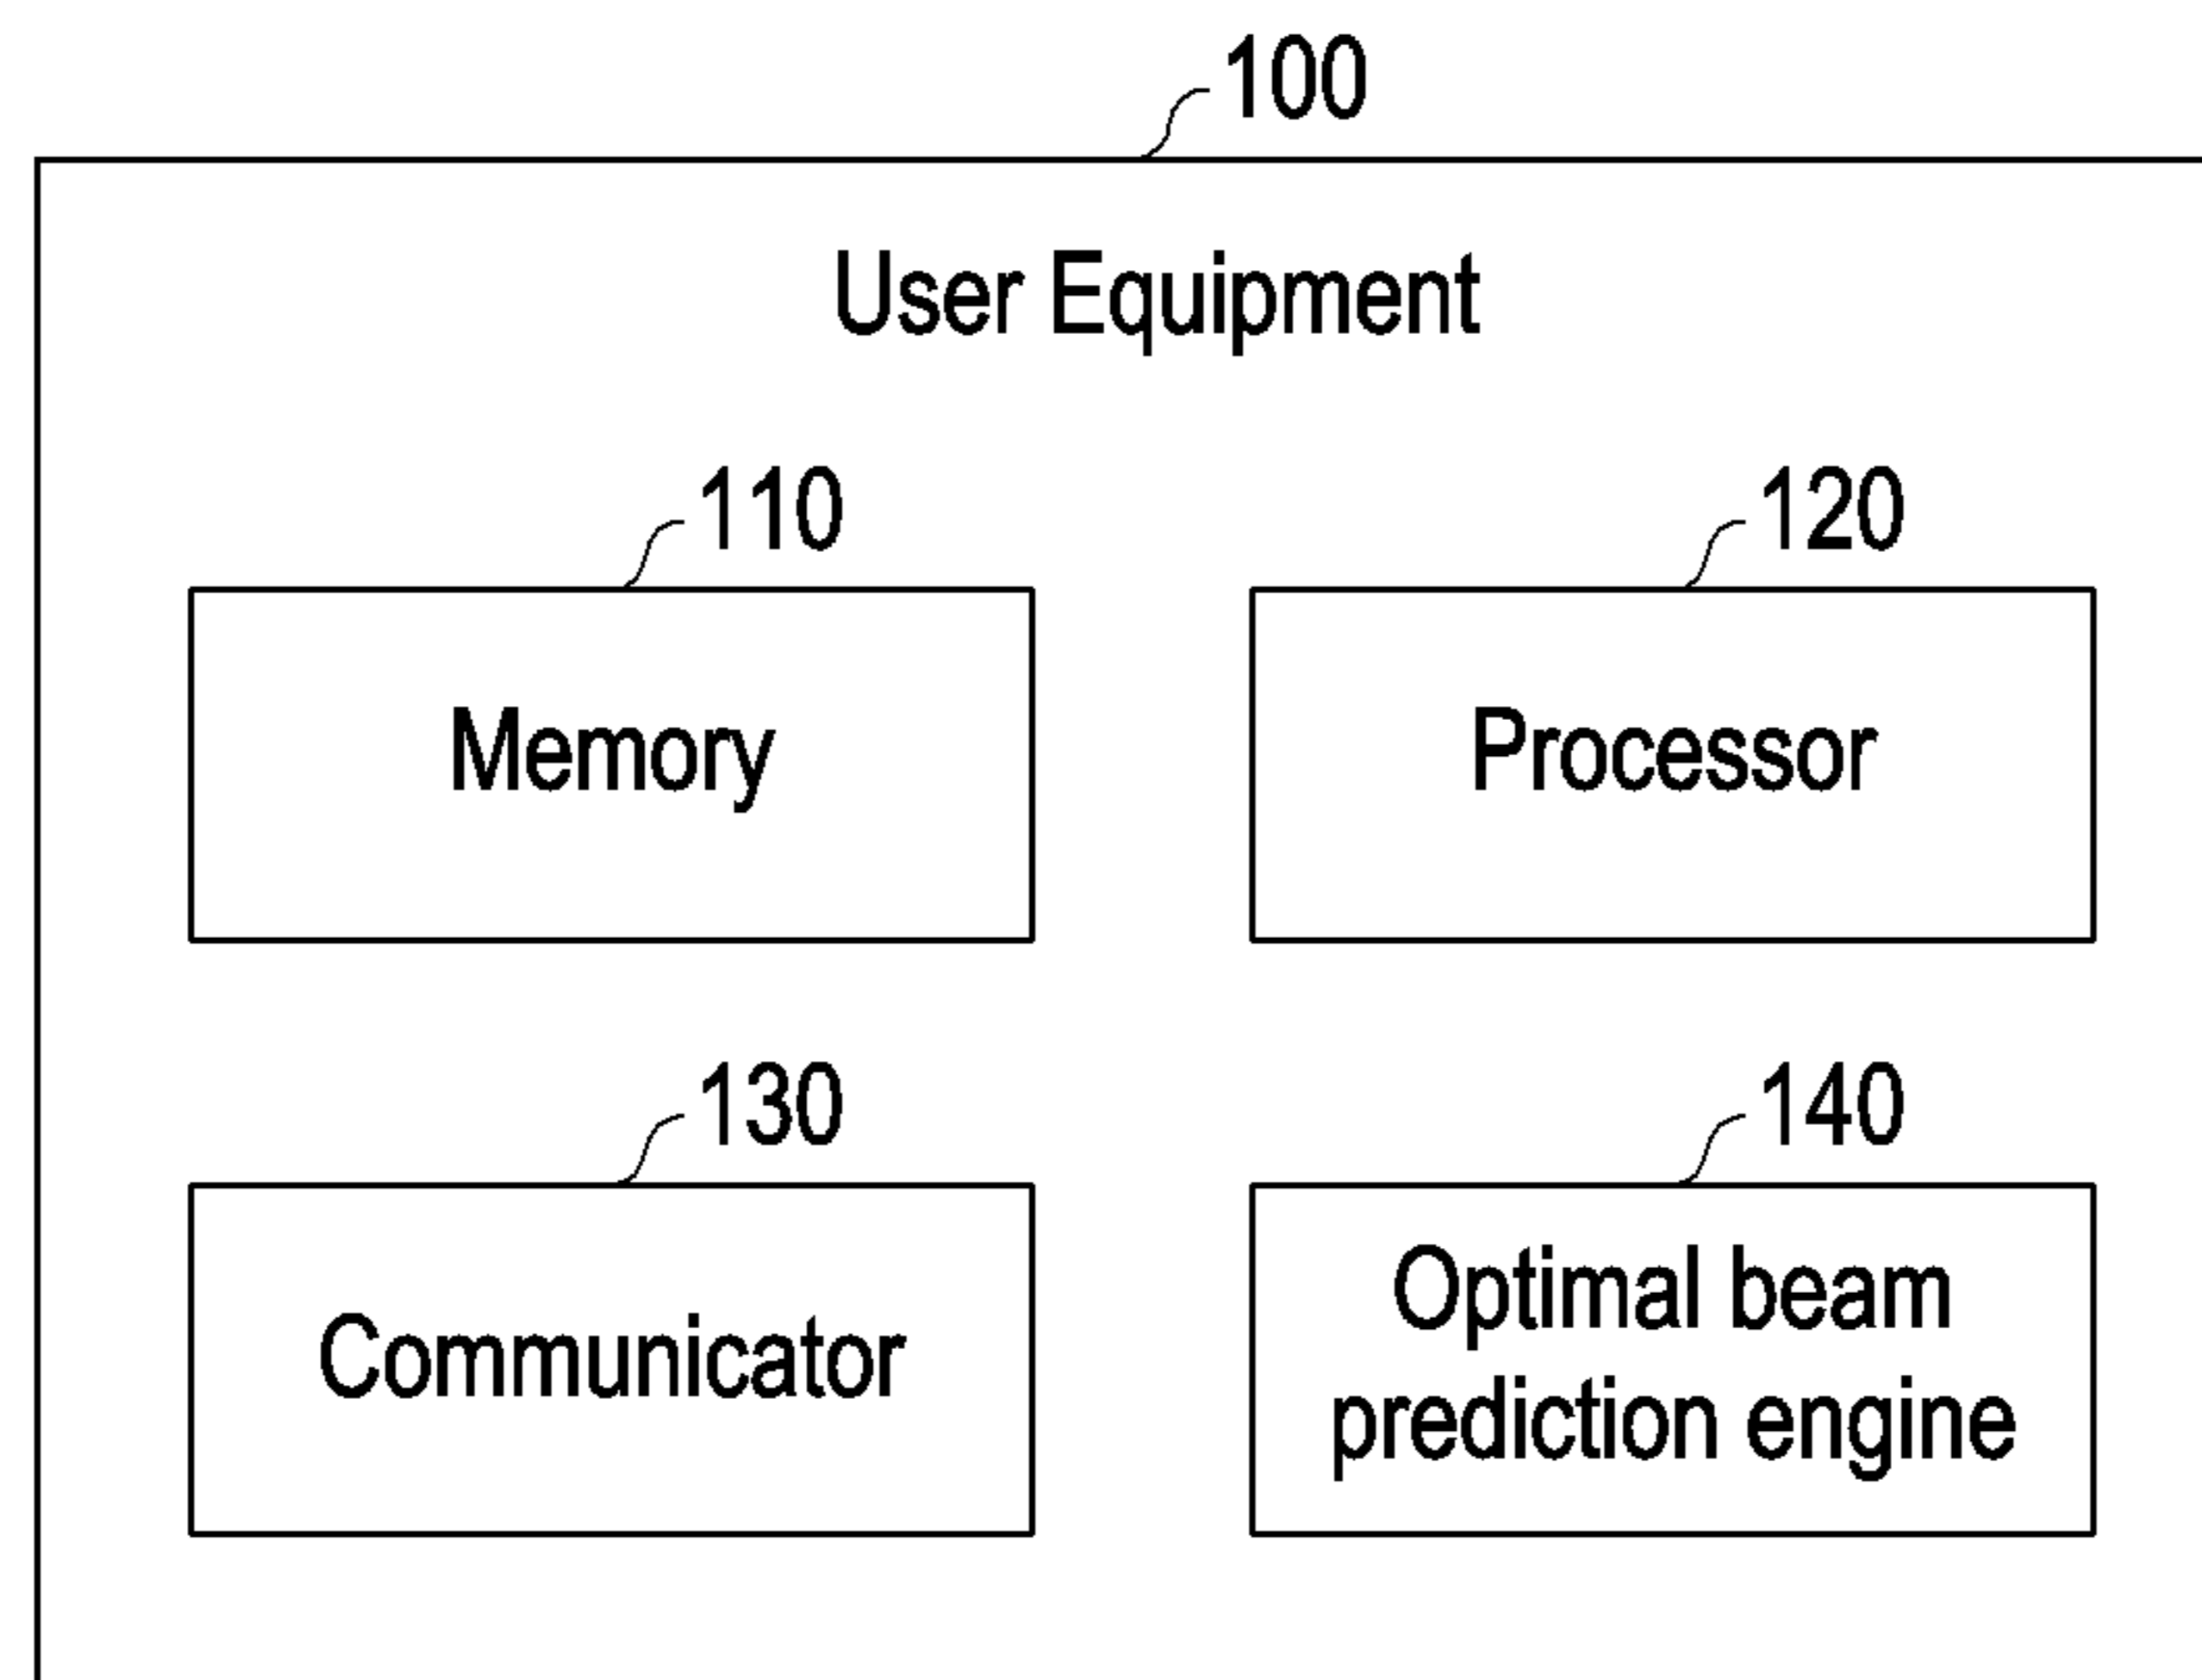 100
User Equipment
110
120
Memory
Processor
130
140
Communicator
Optimal beam
prediction engine